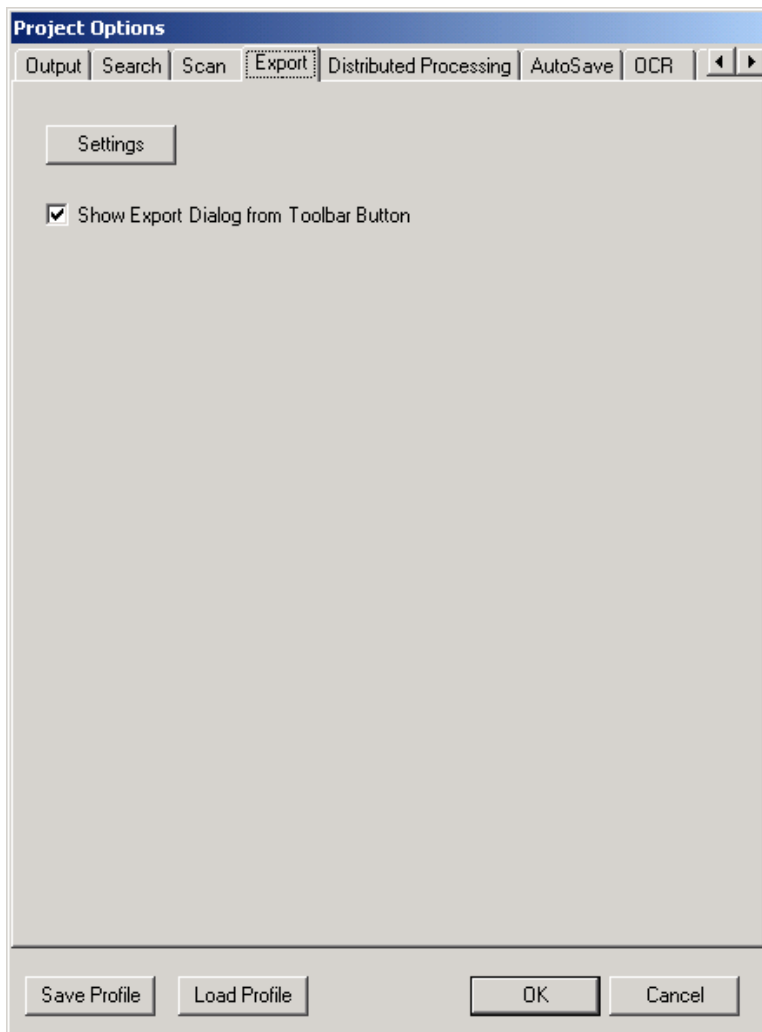 Project Options
Output Search Scan Export Distributed Processing AutoSave OCR
Settings
Show Export Dialog from Toolbar Button
Save Profile Load Profile OK Cancel